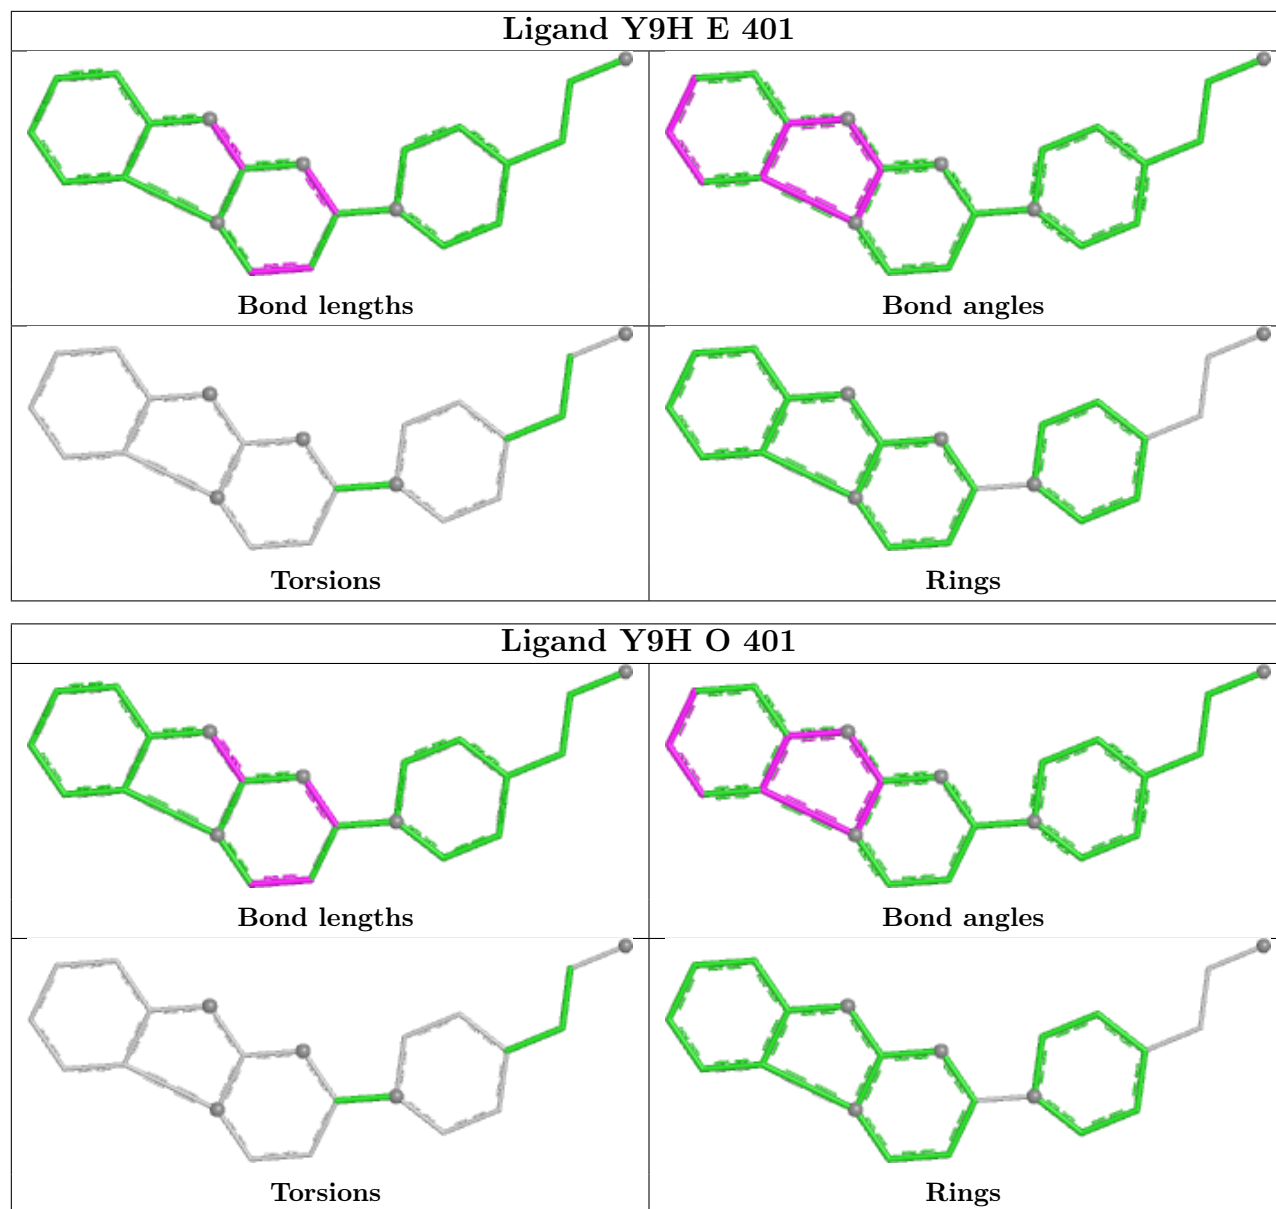 Ligand Y9H E 401
Bond lengths
Bond angles
Torsions
Rings
Ligand Y9H O 401
Bond lengths
Bond angles
Torsions
Rings